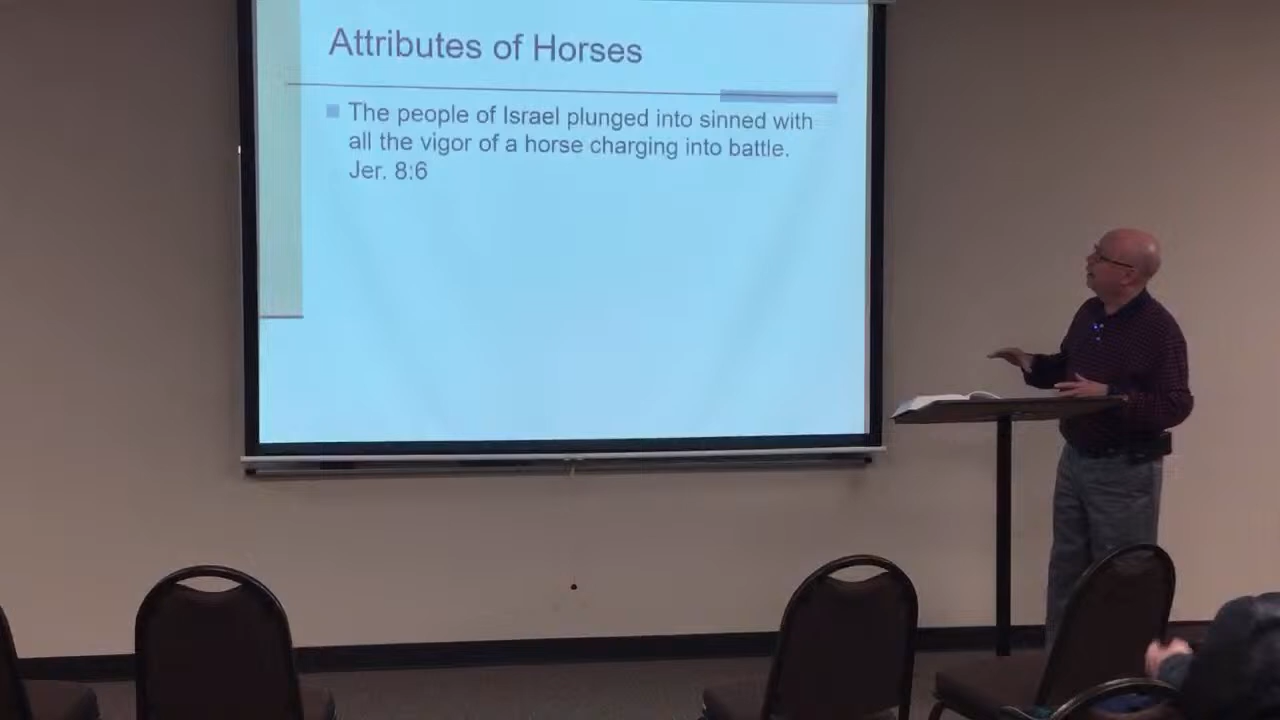 Attributes of Horses
The people of Israel plunged into sinned with
all the vigor of a horse charging into battle.
Jer. 8:6